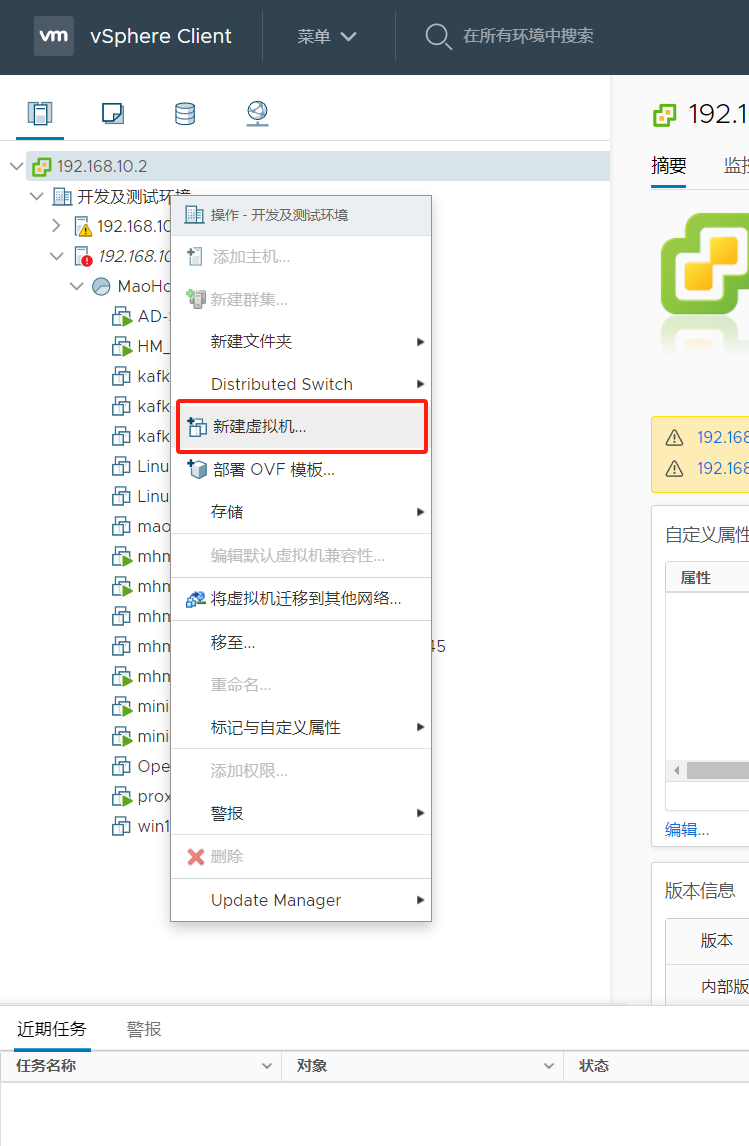 vm vSphere Client 菜单 在所有环境中搜索
192.168.10.2
开发及测试环境
192.168.10
192.168.10
MaoHo
AD-
HM_
kafk
kafk
kafk
Linu
Linu
mao
mhm
mhm
mhm
mhm 45
mhm
mini
mini
Ope
prox
win1
操作 - 开发及测试环境
添加主机...
新建群集...
新建文件夹
Distributed Switch
新建虚拟机...
部署 OVF 模板...
存储
编辑默认虚拟机兼容性...
将虚拟机迁移到其他网络...
移至...
重命名...
标记与自定义属性
添加权限...
警报
删除
Update Manager
192.1
摘要 监控
192.168
192.168
自定义属性
属性
编辑...
版本信息
版本
内部版
近期任务 警报
任务名称 对象 状态